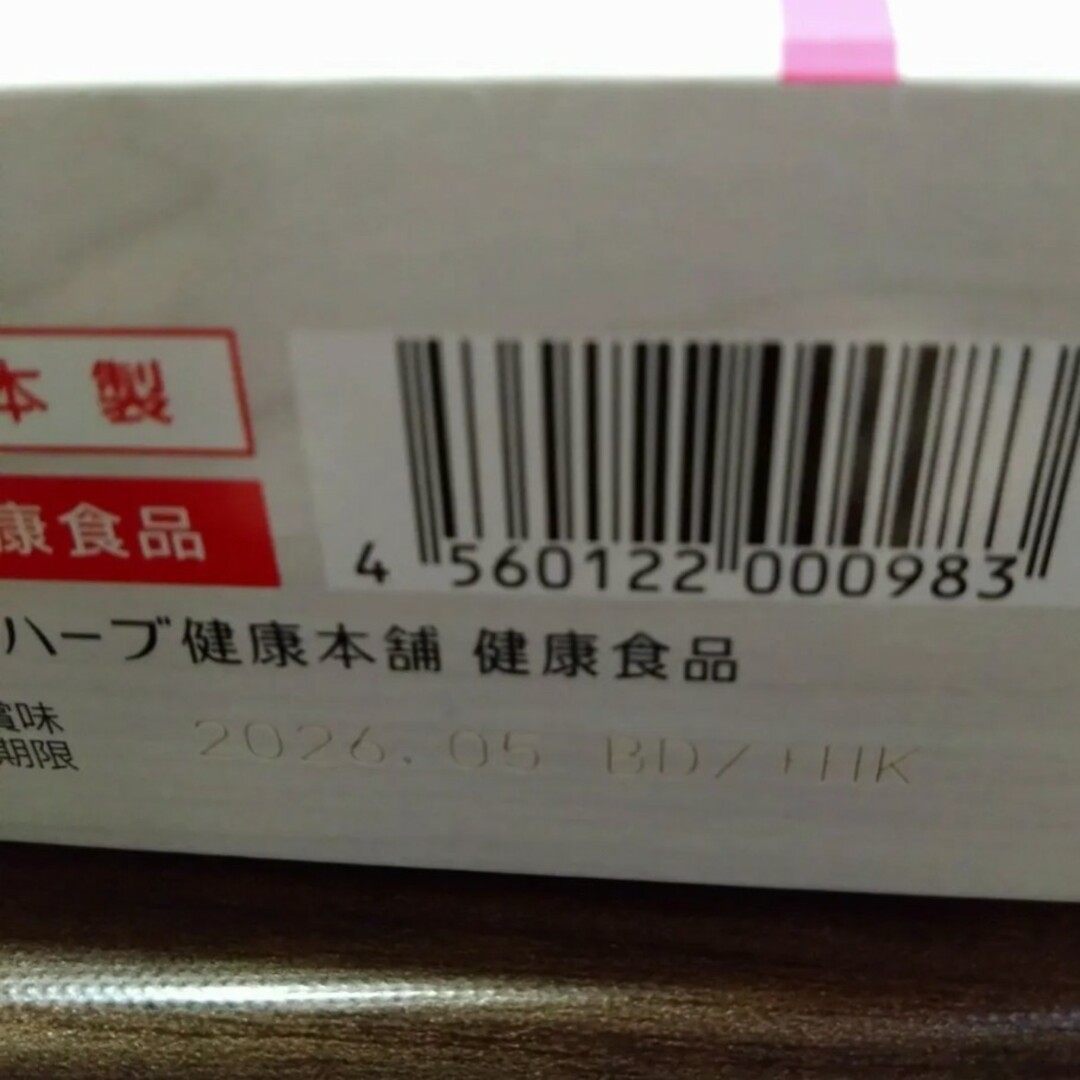 本製
康食品
4 560122 000983
ハーブ健康本舗 健康食品
賞味
期限
2026.05